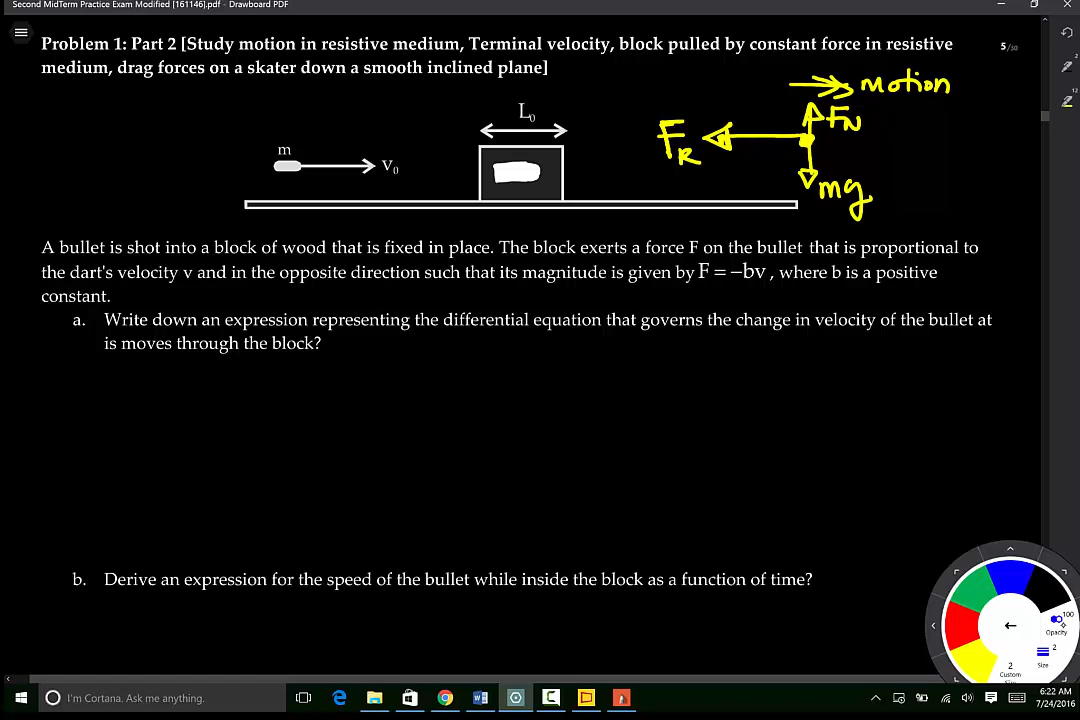 Second MidTerm Practice Exam Modified [161146].pdf - Drawboard PDF
Problem 1: Part 2 [Study motion in resistive medium, Terminal velocity, block pulled by constant force in resistive
medium, drag forces on a skater down a smooth inclined plane]
5/30
motion
L₀
F_N
F_R
m
v₀
mg
A bullet is shot into a block of wood that is fixed in place. The block exerts a force F on the bullet that is proportional to
the dart's velocity v and in the opposite direction such that its magnitude is given by F = −bv, where b is a positive
constant.
a. Write down an expression representing the differential equation that governs the change in velocity of the bullet at
is moves through the block?
b. Derive an expression for the speed of the bullet while inside the block as a function of time?
100
Opacity
2
Size
2
Custom
I'm Cortana. Ask me anything.
6:22 AM
7/24/2016